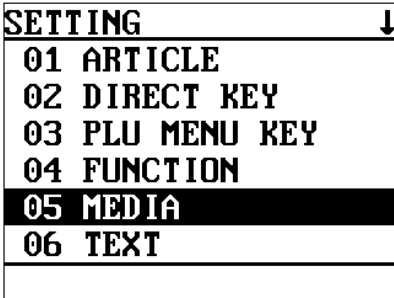 SETTING ↓
01 ARTICLE
02 DIRECT KEY
03 PLU MENU KEY
04 FUNCTION
05 MEDIA
06 TEXT